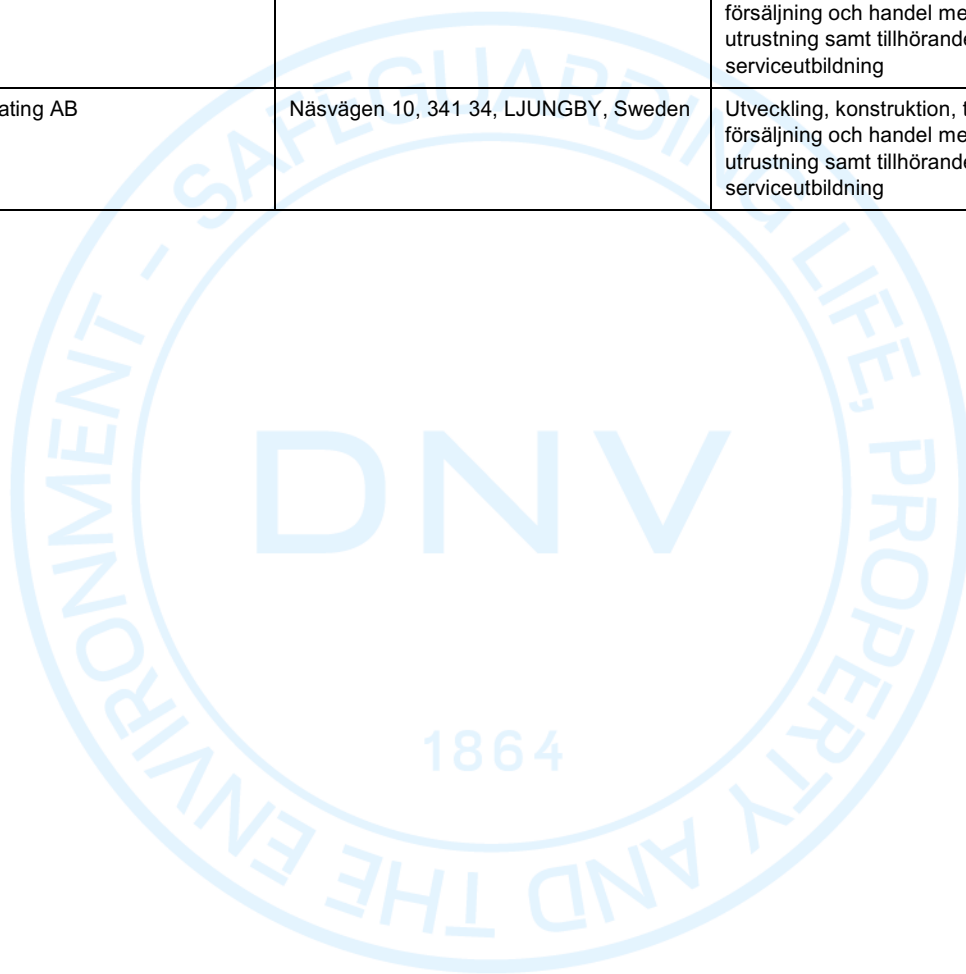 försäljning och handel me
utrustning samt tillhörande
serviceutbildning
ating AB
Näsvägen 10, 341 34, LJUNGBY, Sweden
Utveckling, konstruktion, t
försäljning och handel me
utrustning samt tillhörande
serviceutbildning
SAFEGUARDING LIFE, PROPERTY AND THE ENVIRONMENT -
DNV
1864